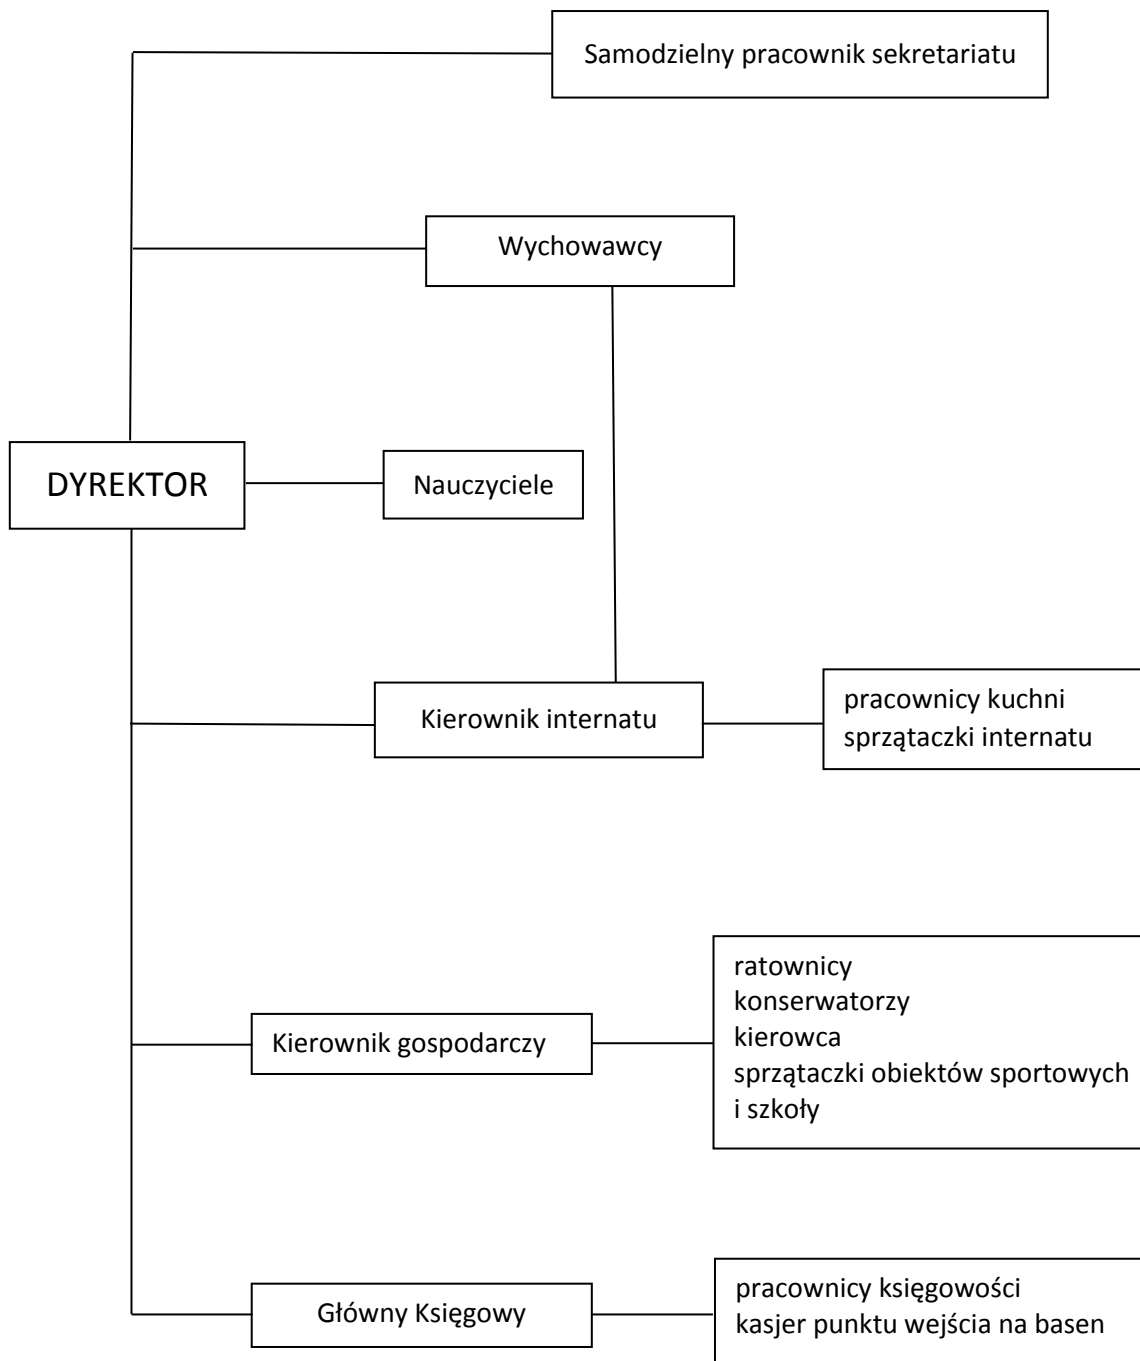 Samodzielny pracownik sekretariatu
Wychowawcy
DYREKTOR
Nauczyciele
Kierownik internatu
pracownicy kuchni
sprzątaczki internatu
Kierownik gospodarczy
ratownicy
konserwatorzy
kierowca
sprzątaczki obiektów sportowych
i szkoły
Główny Księgowy
pracownicy księgowości
kasjer punktu wejścia na basen